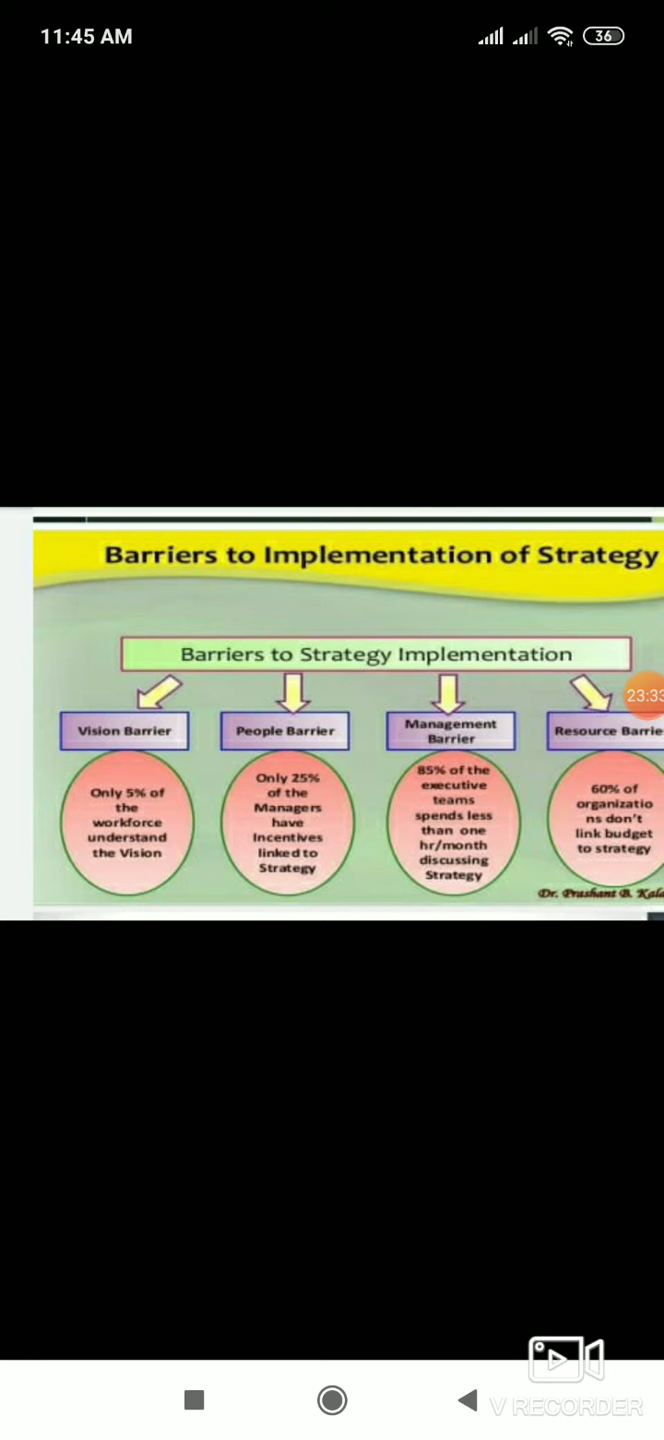 11:45 AM
36
Barriers to Implementation of Strategy
Barriers to Strategy Implementation
23:33
Vision Barrier
People Barrier
Management
Barrier
Resource Barrie
Only 5% of
the
workforce
understand
the Vision
Only 25%
of the
Managers
have
Incentives
linked to
Strategy
85% of the
executive
teams
spends less
than one
hr/month
discussing
Strategy
60% of
organizatio
ns don't
link budget
to strategy
Dr. Prashant B. Kala
V RECORDER